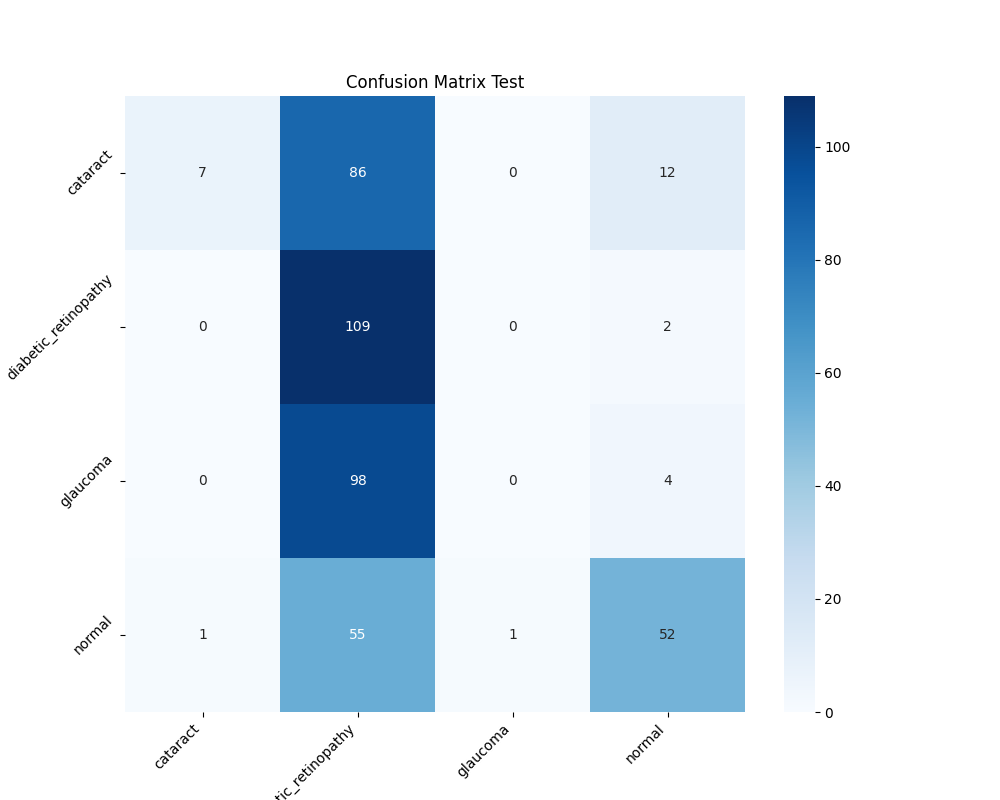 Confusion Matrix Test
cataract
7 86 0 12
diabetic_retinopathy
0 109 0 2
glaucoma
0 98 0 4
normal
1 55 1 52
cataract
tic_retinopathy
glaucoma
normal
100
80
60
40
20
0